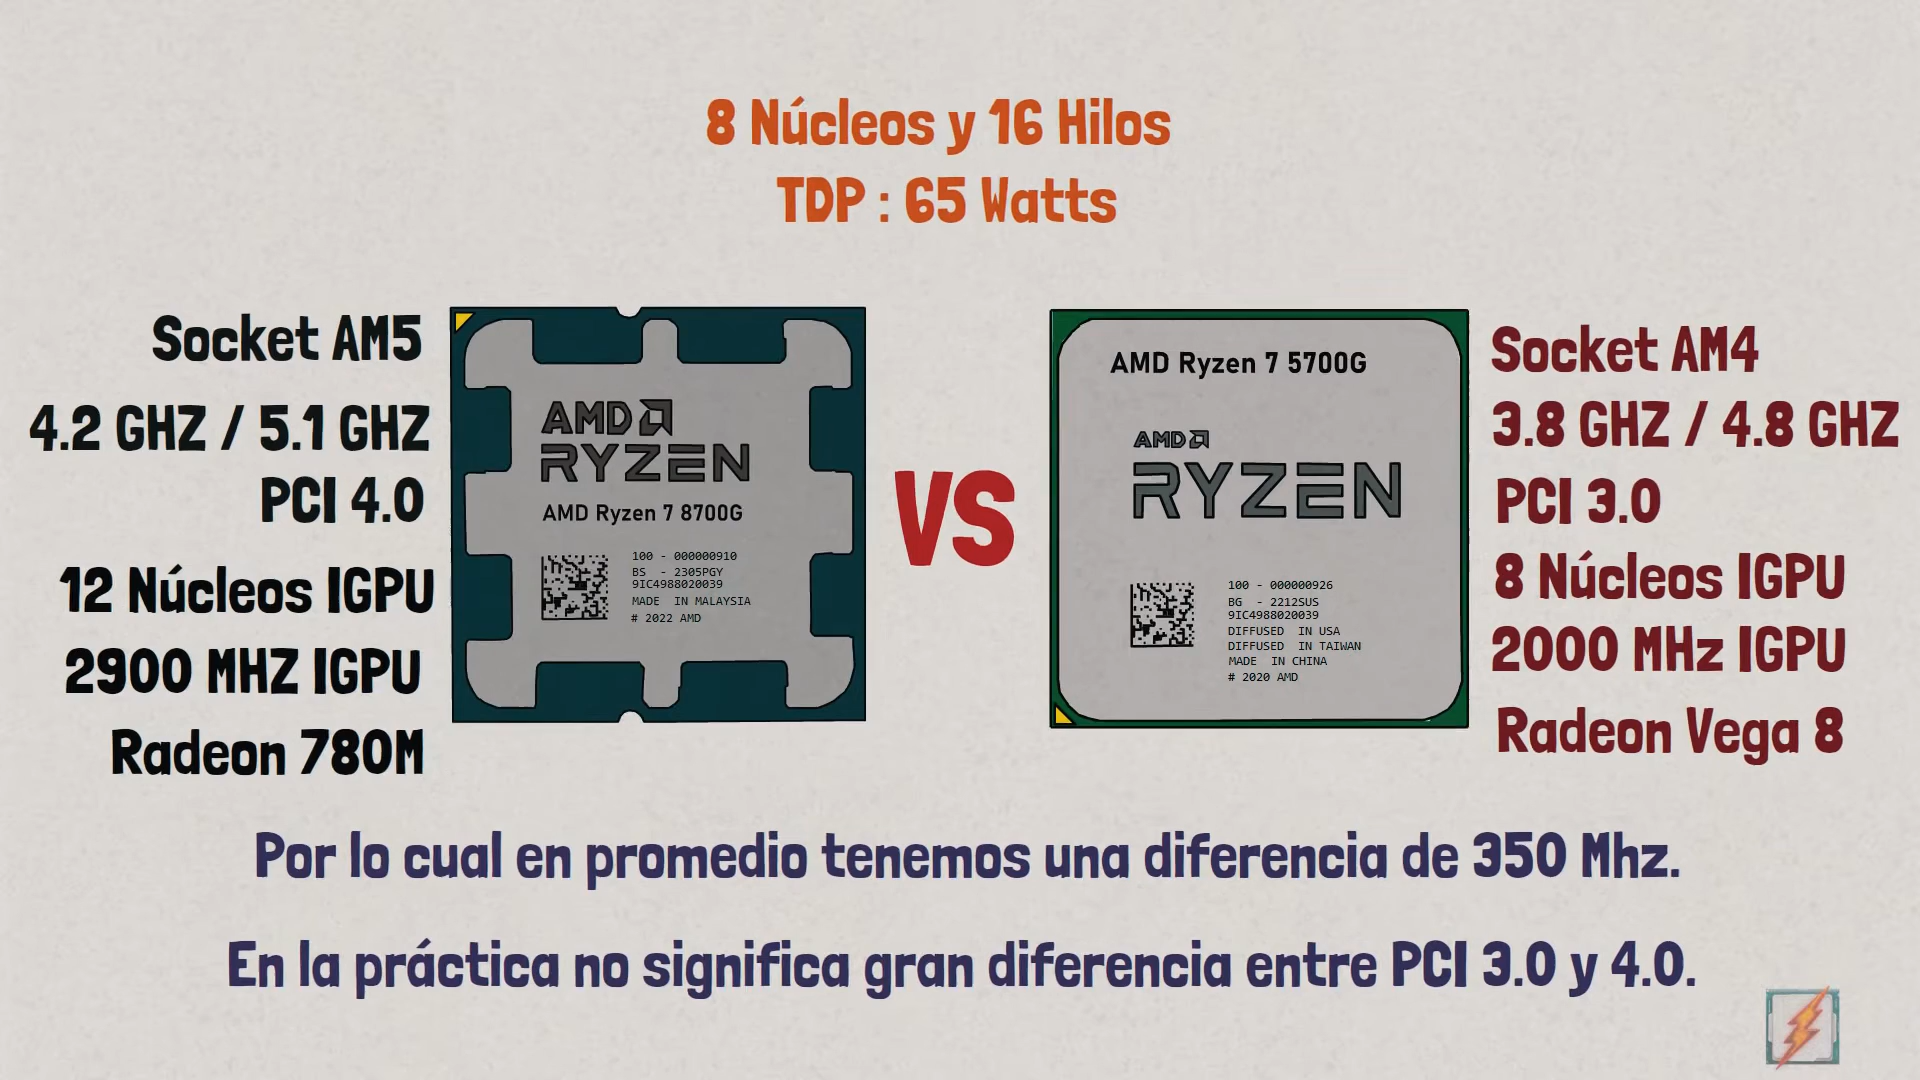 8 Núcleos y 16 Hilos
TDP : 65 Watts
Socket AM5
4.2 GHZ / 5.1 GHZ
PCI 4.0
12 Núcleos IGPU
2900 MHZ IGPU
Radeon 780M
AMD
RYZEN
AMD Ryzen 7 8700G
100 - 000000910
BS - 2305PGY
9IC4988020039
MADE IN MALAYSIA
# 2022 AMD
VS
AMD Ryzen 7 5700G
AMD
RYZEN
100 - 000000926
BG - 2212SUS
9IC4988020039
DIFFUSED IN USA
DIFFUSED IN TAIWAN
MADE IN CHINA
# 2020 AMD
Socket AM4
3.8 GHZ / 4.8 GHZ
PCI 3.0
8 Núcleos IGPU
2000 MHz IGPU
Radeon Vega 8
Por lo cual en promedio tenemos una diferencia de 350 Mhz.
En la práctica no significa gran diferencia entre PCI 3.0 y 4.0.